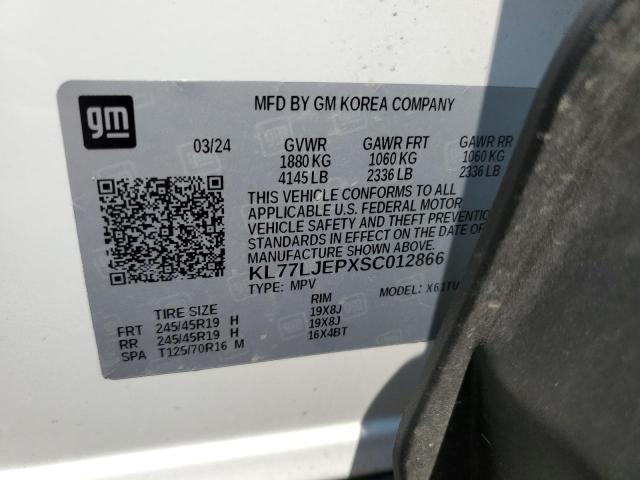 gm
MFD BY GM KOREA COMPANY
03/24 GVWR GAWR FRT GAWR RR
1880 KG 1060 KG 1060 KG
4145 LB 2336 LB 2336 LB
THIS VEHICLE CONFORMS TO ALL
APPLICABLE U.S. FEDERAL MOTOR
VEHICLE SAFETY AND THEFT PREVENTION
STANDARDS IN EFFECT ON THE DATE OF
MANUFACTURE SHOWN ABOVE.
KL77LJEPXSC012866
TYPE: MPV MODEL:
TIRE SIZE RIM
FRT 245/45R19 H 19X8J
RR 245/45R19 H 19X8J
SPA T125/70R16 M 16X4BT